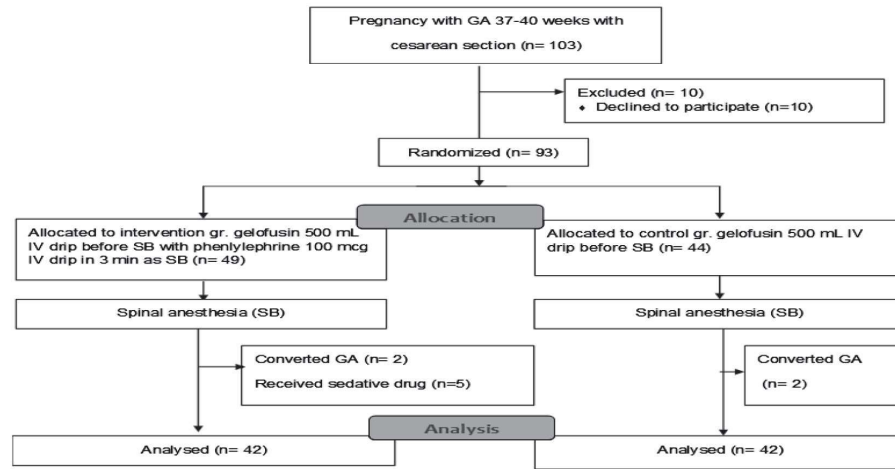 Pregnancy with GA 37-40 weeks with
cesarean section (n= 103)
Excluded (n= 10)
♦ Declined to participate (n=10)
Randomized (n= 93)
Allocation
Allocated to intervention gr. gelofusin 500 mL
IV drip before SB with phenlylephrine 100 mcg
IV drip in 3 min as SB (n= 49)
Allocated to control gr. gelofusin 500 mL IV
drip before SB (n= 44)
Spinal anesthesia (SB)
Spinal anesthesia (SB)
Converted GA (n= 2)
Received sedative drug (n=5)
Converted GA
(n= 2)
Analysis
Analysed (n= 42)
Analysed (n= 42)